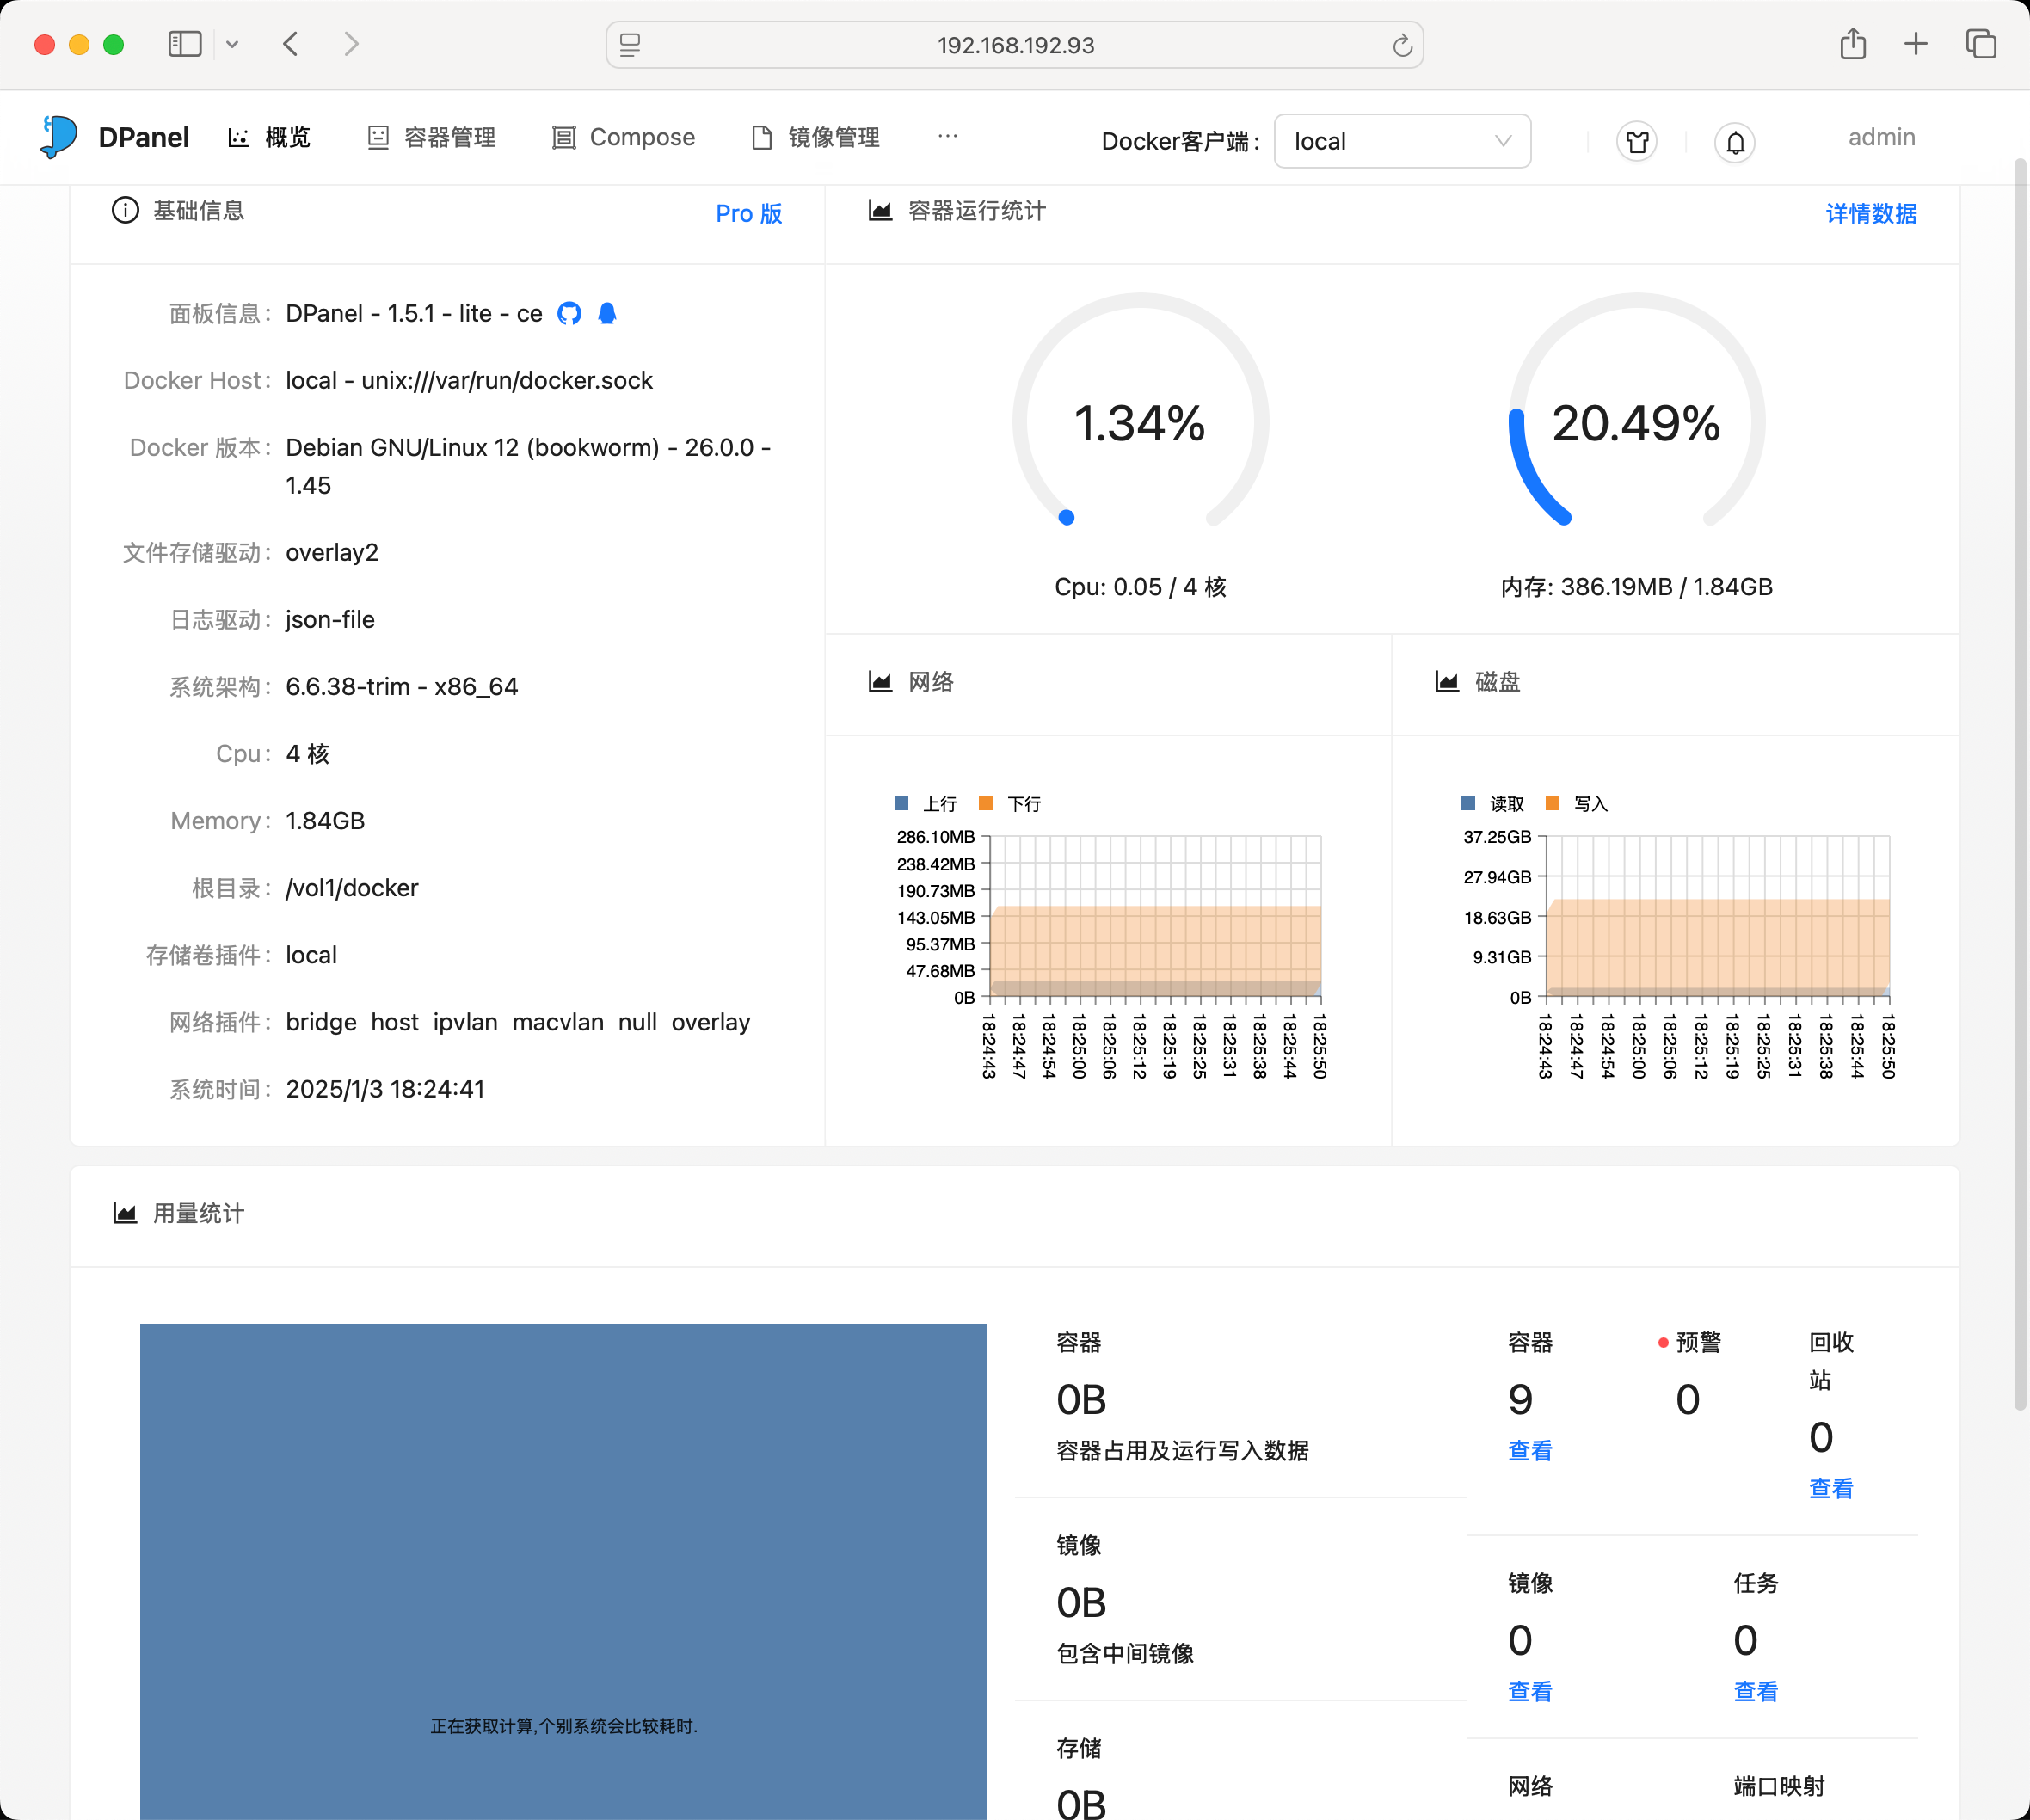 192.168.192.93
DPanel 概览 容器管理 Compose 镜像管理 ··· Docker客户端: local admin
基础信息 Pro 版
面板信息: DPanel - 1.5.1 - lite - ce
Docker Host: local - unix:///var/run/docker.sock
Docker 版本: Debian GNU/Linux 12 (bookworm) - 26.0.0 -
1.45
文件存储驱动: overlay2
日志驱动: json-file
系统架构: 6.6.38-trim - x86_64
Cpu: 4 核
Memory: 1.84GB
根目录: /vol1/docker
存储卷插件: local
网络插件: bridge host ipvlan macvlan null overlay
系统时间: 2025/1/3 18:24:41
容器运行统计 详情数据
1.34%
Cpu: 0.05 / 4 核
20.49%
内存: 386.19MB / 1.84GB
网络
上行 下行
286.10MB
238.42MB
190.73MB
143.05MB
95.37MB
47.68MB
0B
18:24:43 18:24:47 18:24:54 18:25:00 18:25:06 18:25:12 18:25:19 18:25:25 18:25:31 18:25:38 18:25:44 18:25:50
磁盘
读取 写入
37.25GB
27.94GB
18.63GB
9.31GB
0B
18:24:43 18:24:47 18:24:54 18:25:00 18:25:06 18:25:12 18:25:19 18:25:25 18:25:31 18:25:38 18:25:44 18:25:50
用量统计
正在获取计算,个别系统会比较耗时.
容器
0B
容器占用及运行写入数据
镜像
0B
包含中间镜像
存储
0B
容器
9
查看
预警
0
回收
站
0
查看
镜像
0
查看
任务
0
查看
网络
端口映射